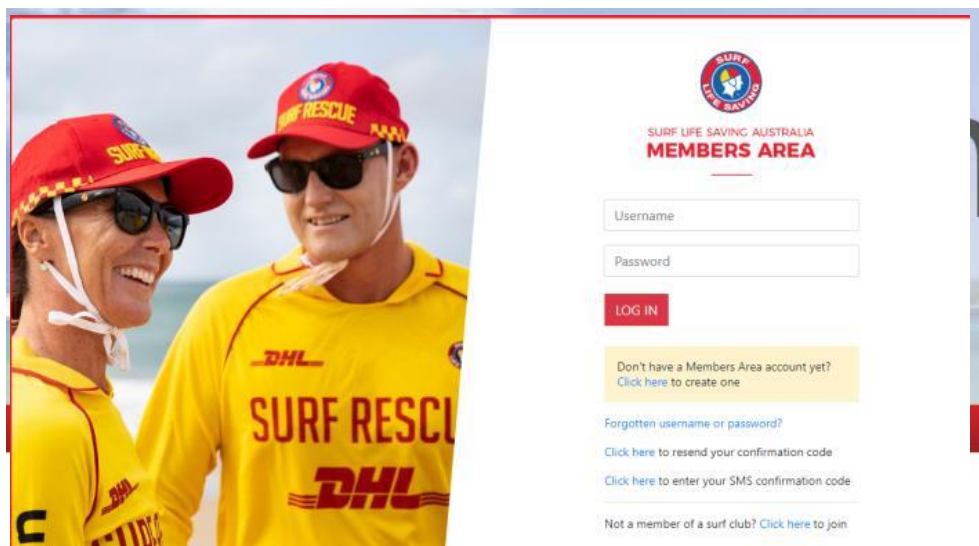 SURF RESCUE
SURF
DHL
SURF RESCU
DHL
SURF
LIFE SAVING
SURF LIFE SAVING AUSTRALIA
MEMBERS AREA
Username
Password
LOG IN
Don't have a Members Area account yet?
Click here to create one
Forgotten username or password?
Click here to resend your confirmation code
Click here to enter your SMS confirmation code
Not a member of a surf club? Click here to join